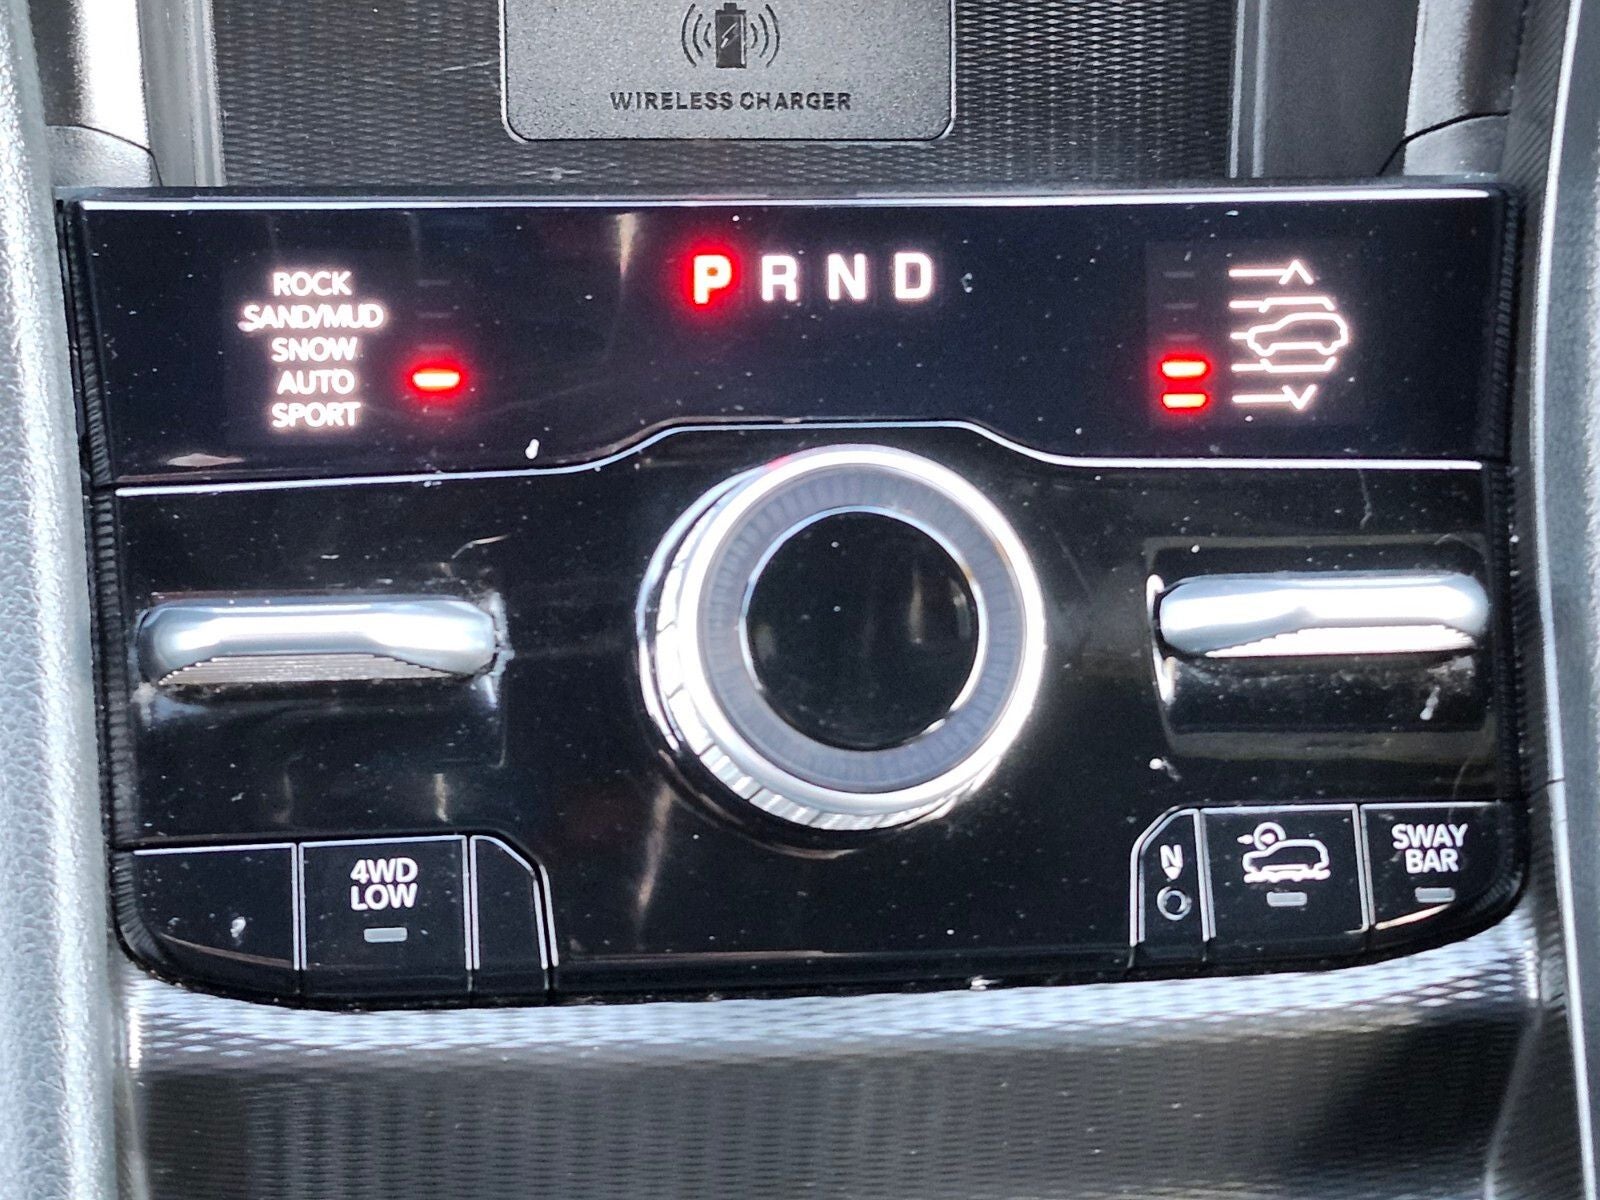 WIRELESS CHARGER
P R N D
ROCK
SAND/MUD
SNOW
AUTO
SPORT
4WD
LOW
N
SWAY
BAR